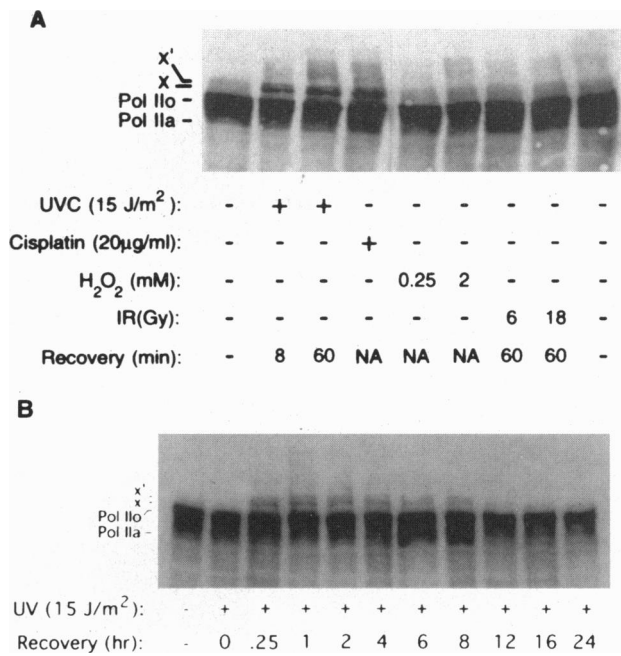 A
X'
X
Pol IIo
Pol IIa
UVC (15 J/m²): - + + - - - - - -
Cisplatin (20µg/ml): - - - + - - - - -
H₂O₂ (mM): - - - - 0.25 2 - - -
IR(Gy): - - - - - - 6 18 -
Recovery (min): - 8 60 NA NA NA 60 60 -
B
x'
x
Pol IIo
Pol IIa
UV (15 J/m²): - + + + + + + + + + +
Recovery (hr): - 0 .25 1 2 4 6 8 12 16 24